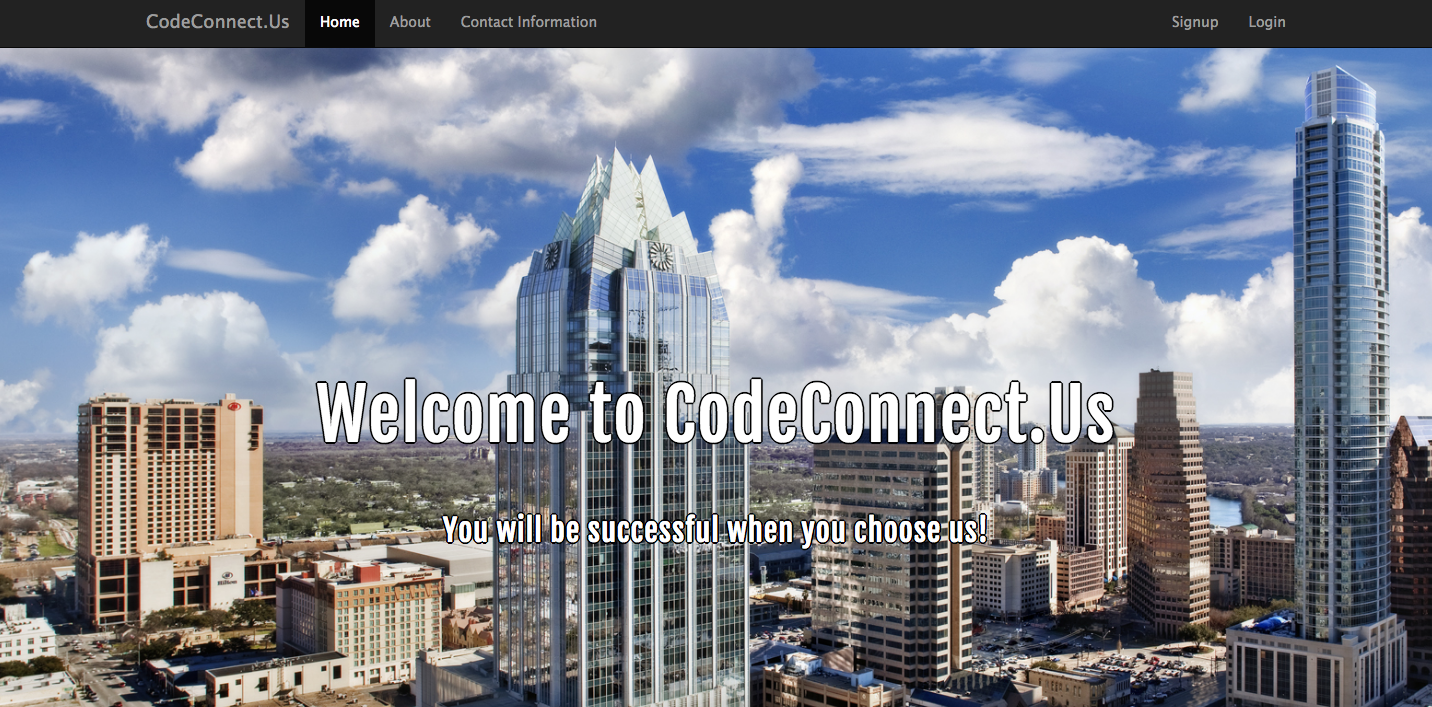 CodeConnect.Us Home About Contact Information Signup Login
Welcome to CodeConnect.Us
You will be successful when you choose us!
Hilton